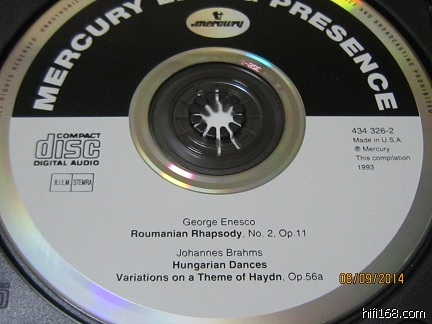 MERCURY LIVING PRESENCE
mercury
COMPACT
disc
DIGITAL AUDIO
B.I.E.M.
STEMRA
434 326-2
Made in U.S.A.
℗ Mercury
This compilation
1993
George Enesco
Roumanian Rhapsody, No. 2, Op.11
Johannes Brahms
Hungarian Dances
Variations on a Theme of Haydn, Op.56a
08/09/2014
hifi168.com